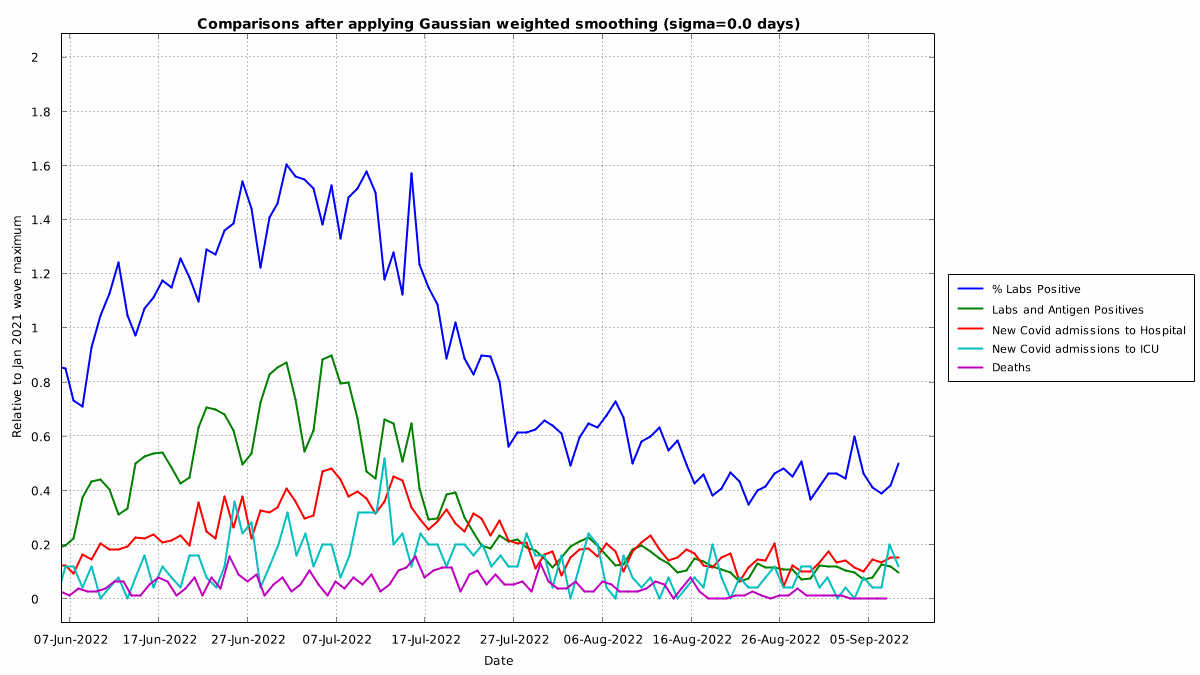 Comparisons after applying Gaussian weighted smoothing (sigma=0.0 days)
Relative to Jan 2021 wave maximum
2
1.8
1.6
1.4
1.2
1
0.8
0.6
0.4
0.2
0
07-Jun-2022 17-Jun-2022 27-Jun-2022 07-Jul-2022 17-Jul-2022 27-Jul-2022 06-Aug-2022 16-Aug-2022 26-Aug-2022 05-Sep-2022
Date
% Labs Positive
Labs and Antigen Positives
New Covid admissions to Hospital
New Covid admissions to ICU
Deaths